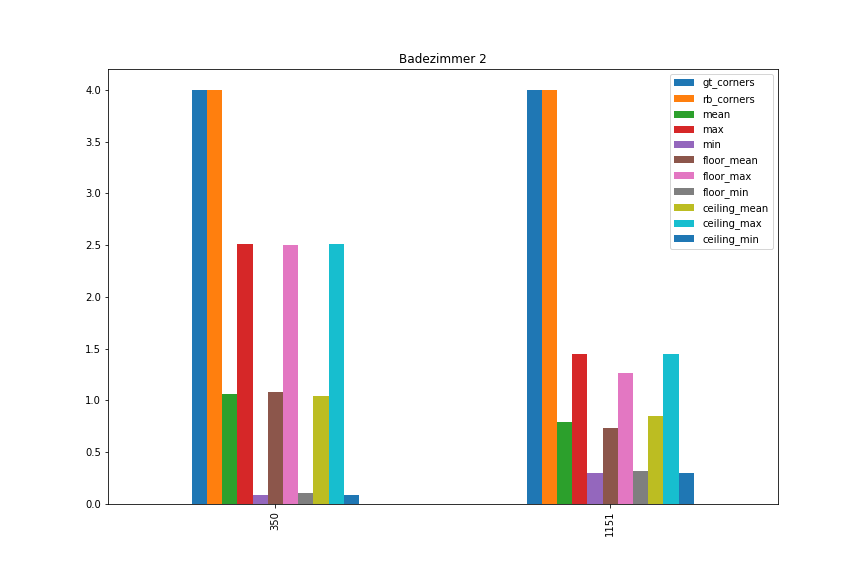 Badezimmer 2
gt_corners
rb_corners
mean
max
min
floor_mean
floor_max
floor_min
ceiling_mean
ceiling_max
ceiling_min
4.0
3.5
3.0
2.5
2.0
1.5
1.0
0.5
0.0
350
1151